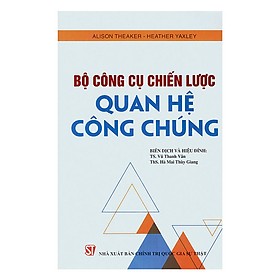 ALISON THEAKER - HEATHER YAXLEY
BỘ CÔNG CỤ CHIẾN LƯỢC
QUAN HỆ
CÔNG CHÚNG
BIÊN DỊCH VÀ HIỆU ĐÍNH:
TS. Vũ Thanh Vân
ThS. Hà Mai Thùy Giang
ST
NHÀ XUẤT BẢN CHÍNH TRỊ QUỐC GIA SỰ THẬT